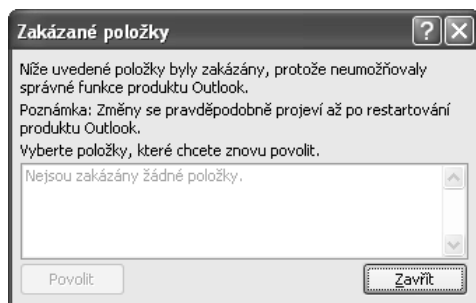 Zakázané položky
Níže uvedené položky byly zakázány, protože neumožňovaly
správné funkce produktu Outlook.
Poznámka: Změny se pravděpodobně projeví až po restartování
produktu Outlook.
Vyberte položky, které chcete znovu povolit.
Nejsou zakázány žádné položky.
Povolit
Zavřít